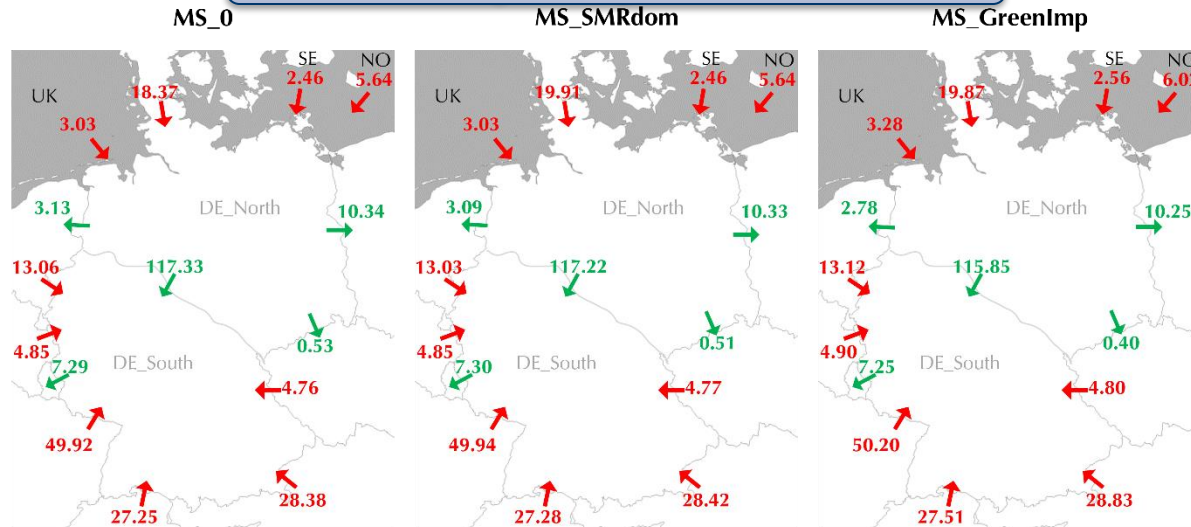 MS_0
SE
NO
2.46
5.64
18.37
UK
3.03
3.13
DE_North
10.34
13.06
117.33
4.85
0.53
7.29
DE_South
4.76
49.92
28.38
27.25
MS_SMRdom
SE
NO
2.46
5.64
19.91
UK
3.03
3.09
DE_North
10.33
13.03
117.22
4.85
0.51
7.30
DE_South
4.77
49.94
28.42
27.28
MS_GreenImp
SE
NO
2.56
19.87
UK
3.28
2.78
DE_North
10.25
13.12
115.85
4.90
0.40
7.25
DE_South
4.80
50.20
28.83
27.51